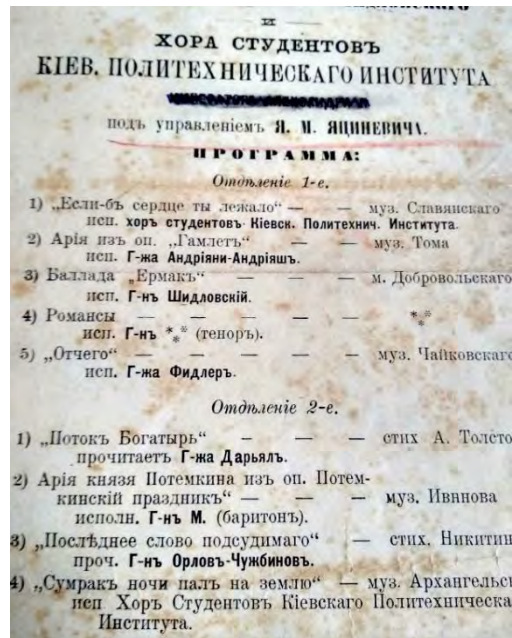 И
ХОРА СТУДЕНТОВЪ
КІЕВ. ПОЛИТЕХНИЧЕСКАГО ИНСТИТУТА
подъ управленіемъ Я. М. ЯЦИНЕВИЧА.
ПРОГРАММА:
Отдѣленіе 1-е.
1) „Если-бъ сердце ты лежало“ — — муз. Славянскаго
исп. хоръ студентовъ Кіевск. Политехнич. Института.
2) Арія изъ оп. „Гамлетъ“ — — муз. Тома
исп. Г-жа Андріяни-Андріяшъ.
3) Баллада „Ермакъ“ — — м. Добровольскаго
исп. Г-нъ Шидловскій.
4) Романсы — — — — — ***
исп. Г-нъ *** (теноръ).
5) „Отчего“ — — — — — муз. Чайковскаго
исп. Г-жа Фидлеръ.
Отдѣленіе 2-е.
1) „Потокъ Богатырь“ — — — стих А. Толсто
прочитаетъ Г-жа Дарьялъ.
2) Арія князя Потемкина изъ оп. Потем-
кинскій праздникъ“ — — муз. Иванова
исполн. Г-нъ М. (баритонъ).
3) „Послѣднее слово подсудимаго“ — стих. Никитин
проч. Г-нъ Орловъ-Чужбиновъ.
4) „Сумракъ ночи палъ на землю“ — муз. Архангельс
исп Хоръ Студентовъ Кіевскаго Политехническа
Института.